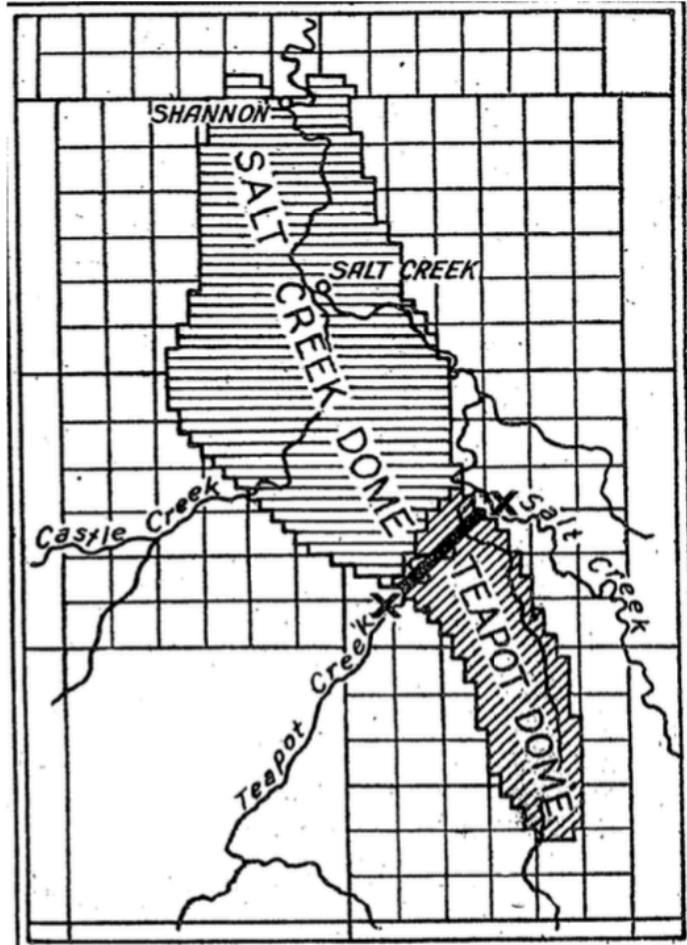 SHANNON
SALT CREEK DOME
SALT CREEK
Castle Creek
Salt Creek
X
X
TEAPOT DOME
Teapot Creek